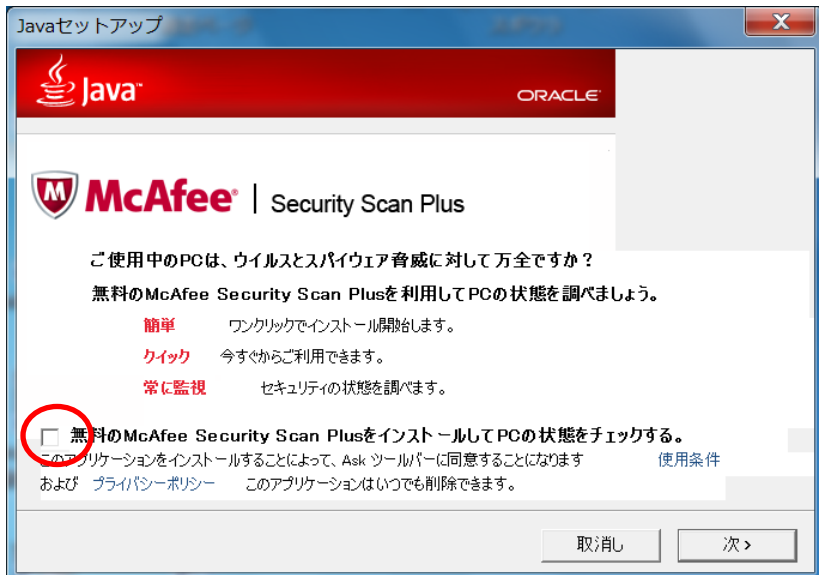 Javaセットアップ
X
Java™
ORACLE
M McAfee® | Security Scan Plus
ご使用中のPCは、ウイルスとスパイウェア脅威に対して万全ですか？
無料のMcAfee Security Scan Plusを利用してPCの状態を調べましょう。
簡単 ワンクリックでインストール開始します。
クイック 今すぐからご利用できます。
常に監視 セキュリティの状態を調べます。
無料のMcAfee Security Scan PlusをインストールしてPCの状態をチェックする。
このアプリケーションをインストールすることによって、Ask ツールバーに同意することになります 使用条件
および プライバシーポリシー このアプリケーションはいつでも削除できます。
取消し 次 >